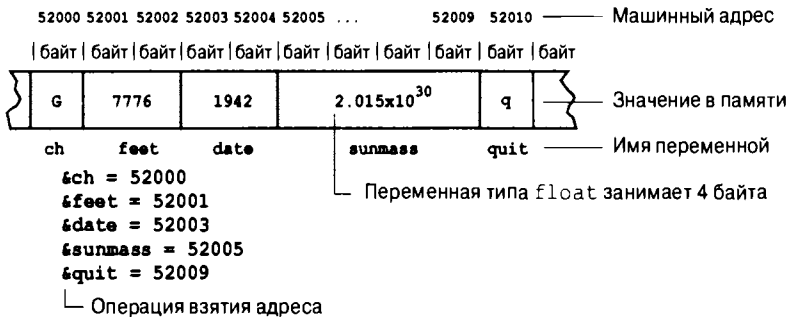 52000 52001 52002 52003 52004 52005 ... 52009 52010 Машинный адрес
байт байт байт байт байт байт байт байт байт байт байт
G 7776 1942 2.015x10^30 q Значение в памяти
ch feet date sunmass quit Имя переменной
&ch = 52000 Переменная типа float занимает 4 байта
&feet = 52001
&date = 52003
&sunmass = 52005
&quit = 52009
Операция взятия адреса